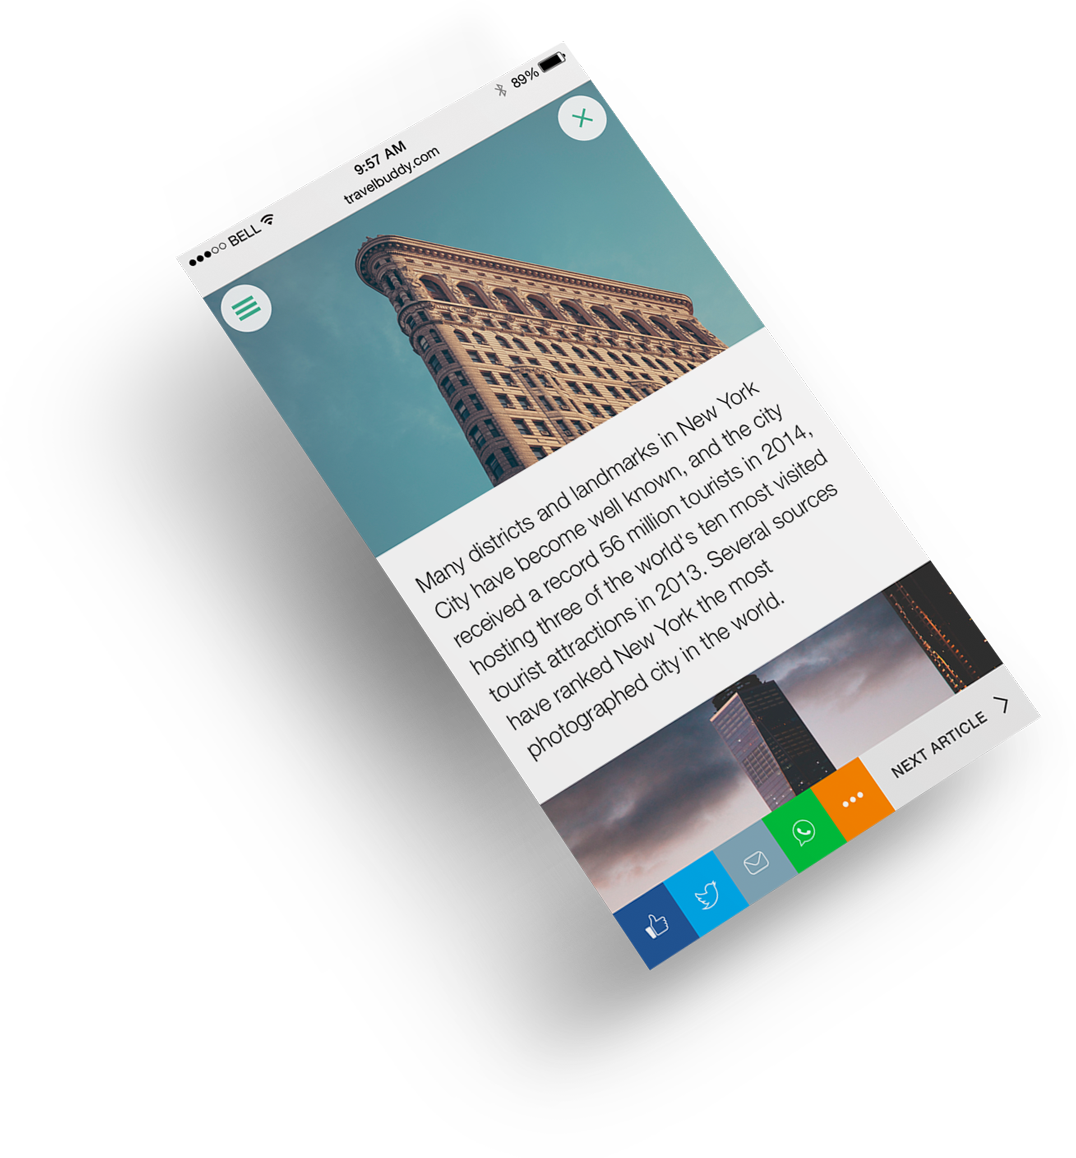 ●●●○○ BELL 9:57 AM 89%
travelbuddy.com
Many districts and landmarks in New York
City have become well known, and the city
received a record 56 million tourists in 2014,
hosting three of the world's ten most visited
tourist attractions in 2013. Several sources
have ranked New York the most
photographed city in the world.
NEXT ARTICLE